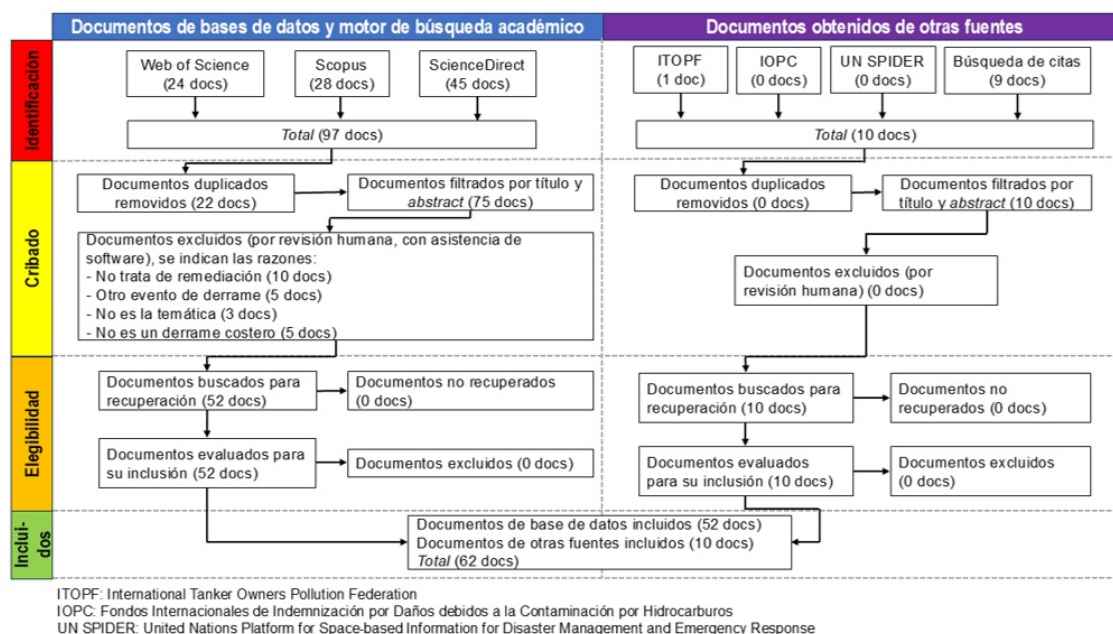 Documentos de bases de datos y motor de búsqueda académico
Documentos obtenidos de otras fuentes
Identificación
Web of Science
(24 docs)
Scopus
(28 docs)
ScienceDirect
(45 docs)
Total (97 docs)
ITOPF
(1 doc)
IOPC
(0 docs)
UN SPIDER
(0 docs)
Búsqueda de citas
(9 docs)
Total (10 docs)
Cribado
Documentos duplicados
removidos (22 docs)
Documentos filtrados por título y
abstract (75 docs)
Documentos excluidos (por revisión humana, con asistencia de
software), se indican las razones:
- No trata de remediación (10 docs)
- Otro evento de derrame (5 docs)
- No es la temática (3 docs)
- No es un derrame costero (5 docs)
Documentos duplicados
removidos (0 docs)
Documentos filtrados por
título y abstract (10 docs)
Documentos excluidos (por
revisión humana) (0 docs)
Elegibilidad
Documentos buscados para
recuperación (52 docs)
Documentos no recuperados
(0 docs)
Documentos evaluados para
su inclusión (52 docs)
Documentos excluidos (0 docs)
Documentos buscados para
recuperación (10 docs)
Documentos no
recuperados (0 docs)
Documentos evaluados
para su inclusión (10 docs)
Documentos excluidos
(0 docs)
Inclui-
dos
Documentos de base de datos incluidos (52 docs)
Documentos de otras fuentes incluidos (10 docs)
Total (62 docs)
ITOPF: International Tanker Owners Pollution Federation
IOPC: Fondos Internacionales de Indemnización por Daños debidos a la Contaminación por Hidrocarburos
UN SPIDER: United Nations Platform for Space-based Information for Disaster Management and Emergency Response